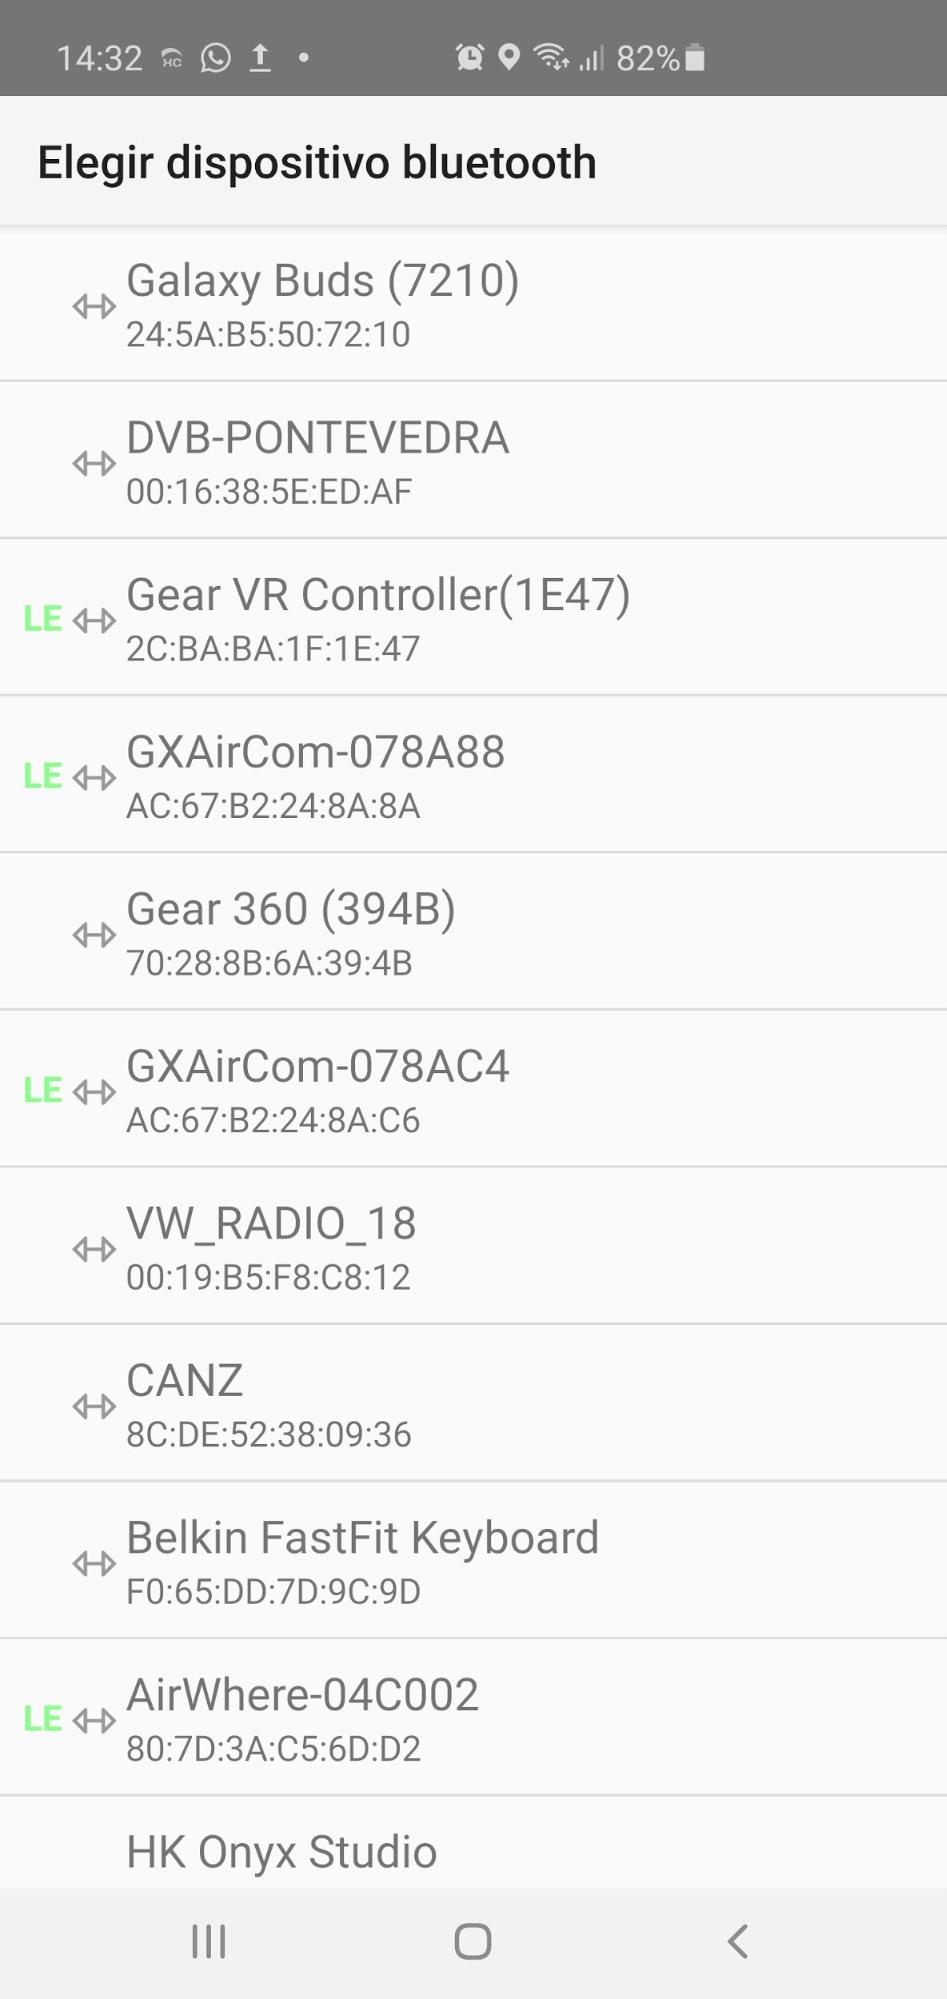 14:32 HC 82%
Elegir dispositivo bluetooth
Galaxy Buds (7210)
24:5A:B5:50:72:10
DVB-PONTEVEDRA
00:16:38:5E:ED:AF
LE Gear VR Controller(1E47)
2C:BA:BA:1F:1E:47
LE GXAirCom-078A88
AC:67:B2:24:8A:8A
Gear 360 (394B)
70:28:8B:6A:39:4B
LE GXAirCom-078AC4
AC:67:B2:24:8A:C6
VW_RADIO_18
00:19:B5:F8:C8:12
CANZ
8C:DE:52:38:09:36
Belkin FastFit Keyboard
F0:65:DD:7D:9C:9D
LE AirWhere-04C002
80:7D:3A:C5:6D:D2
HK Onyx Studio